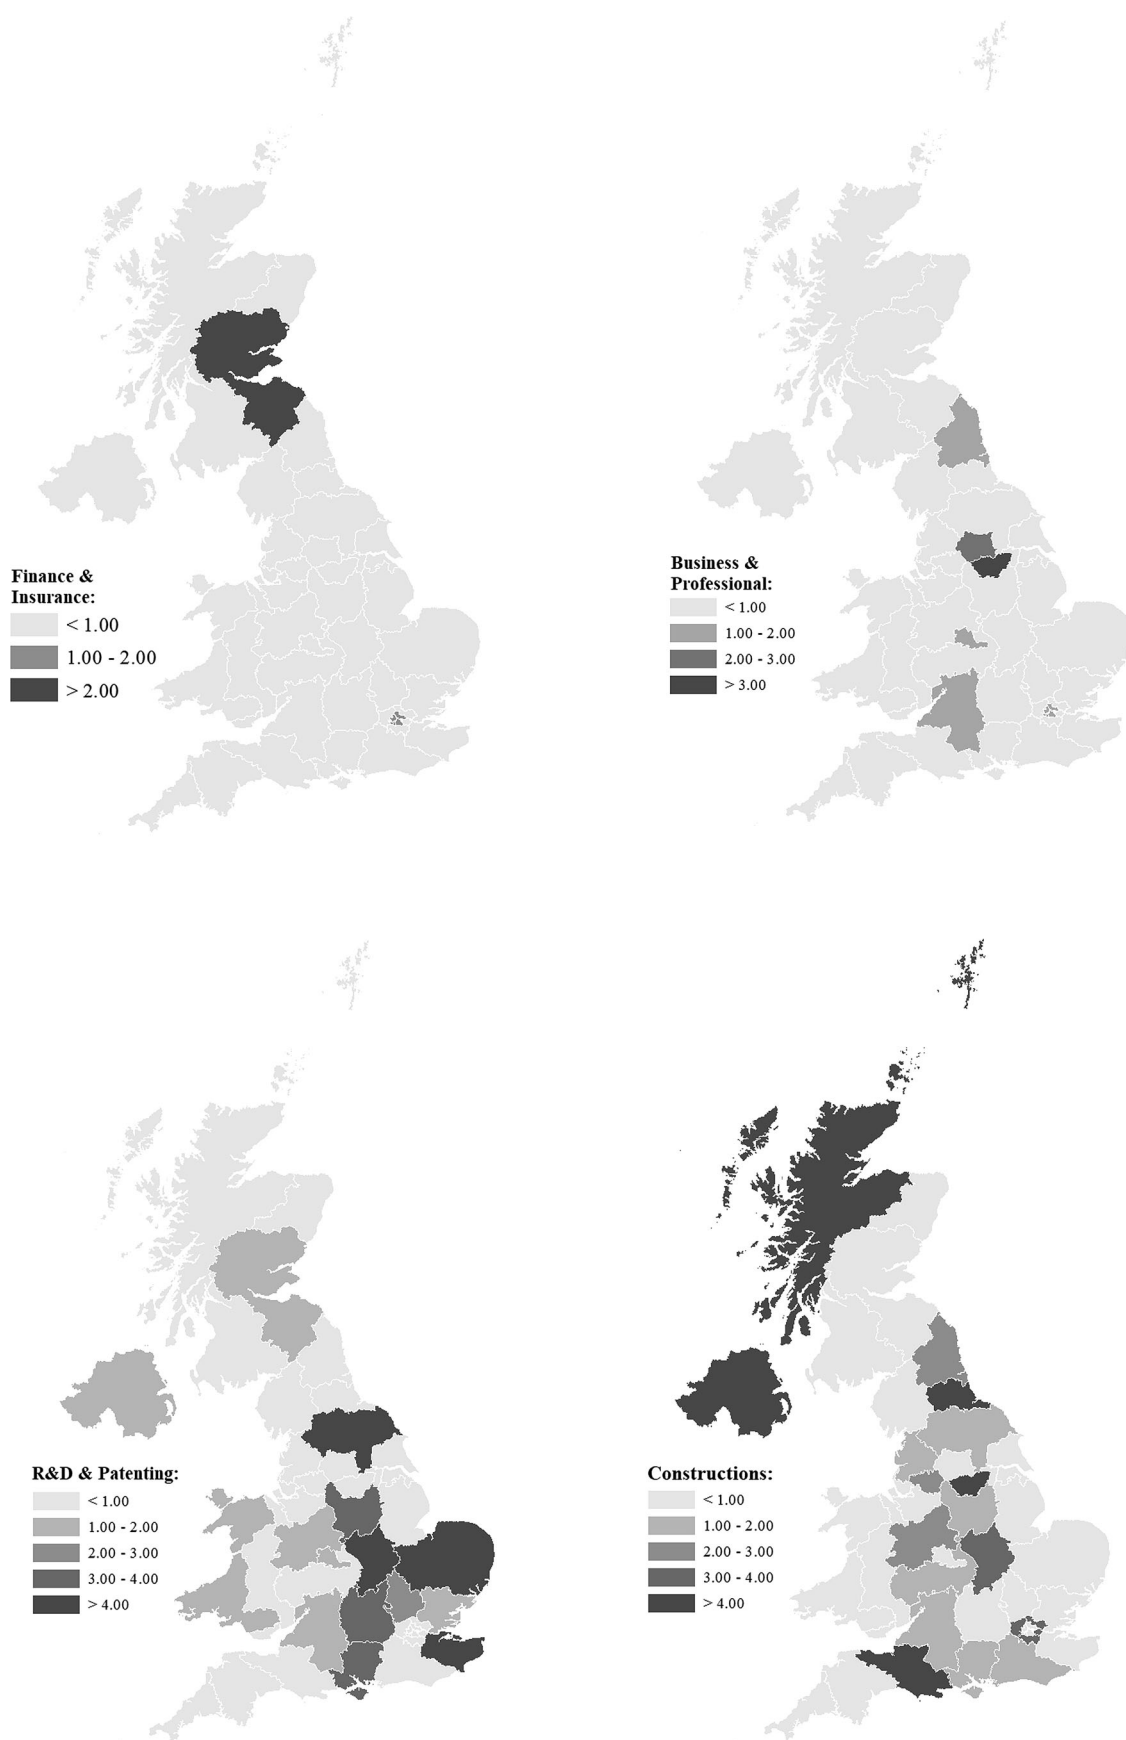 Finance &
Insurance:
< 1.00
1.00 - 2.00
> 2.00
Business &
Professional:
< 1.00
1.00 - 2.00
2.00 - 3.00
> 3.00
R&D & Patenting:
< 1.00
1.00 - 2.00
2.00 - 3.00
3.00 - 4.00
> 4.00
Constructions:
< 1.00
1.00 - 2.00
2.00 - 3.00
3.00 - 4.00
> 4.00